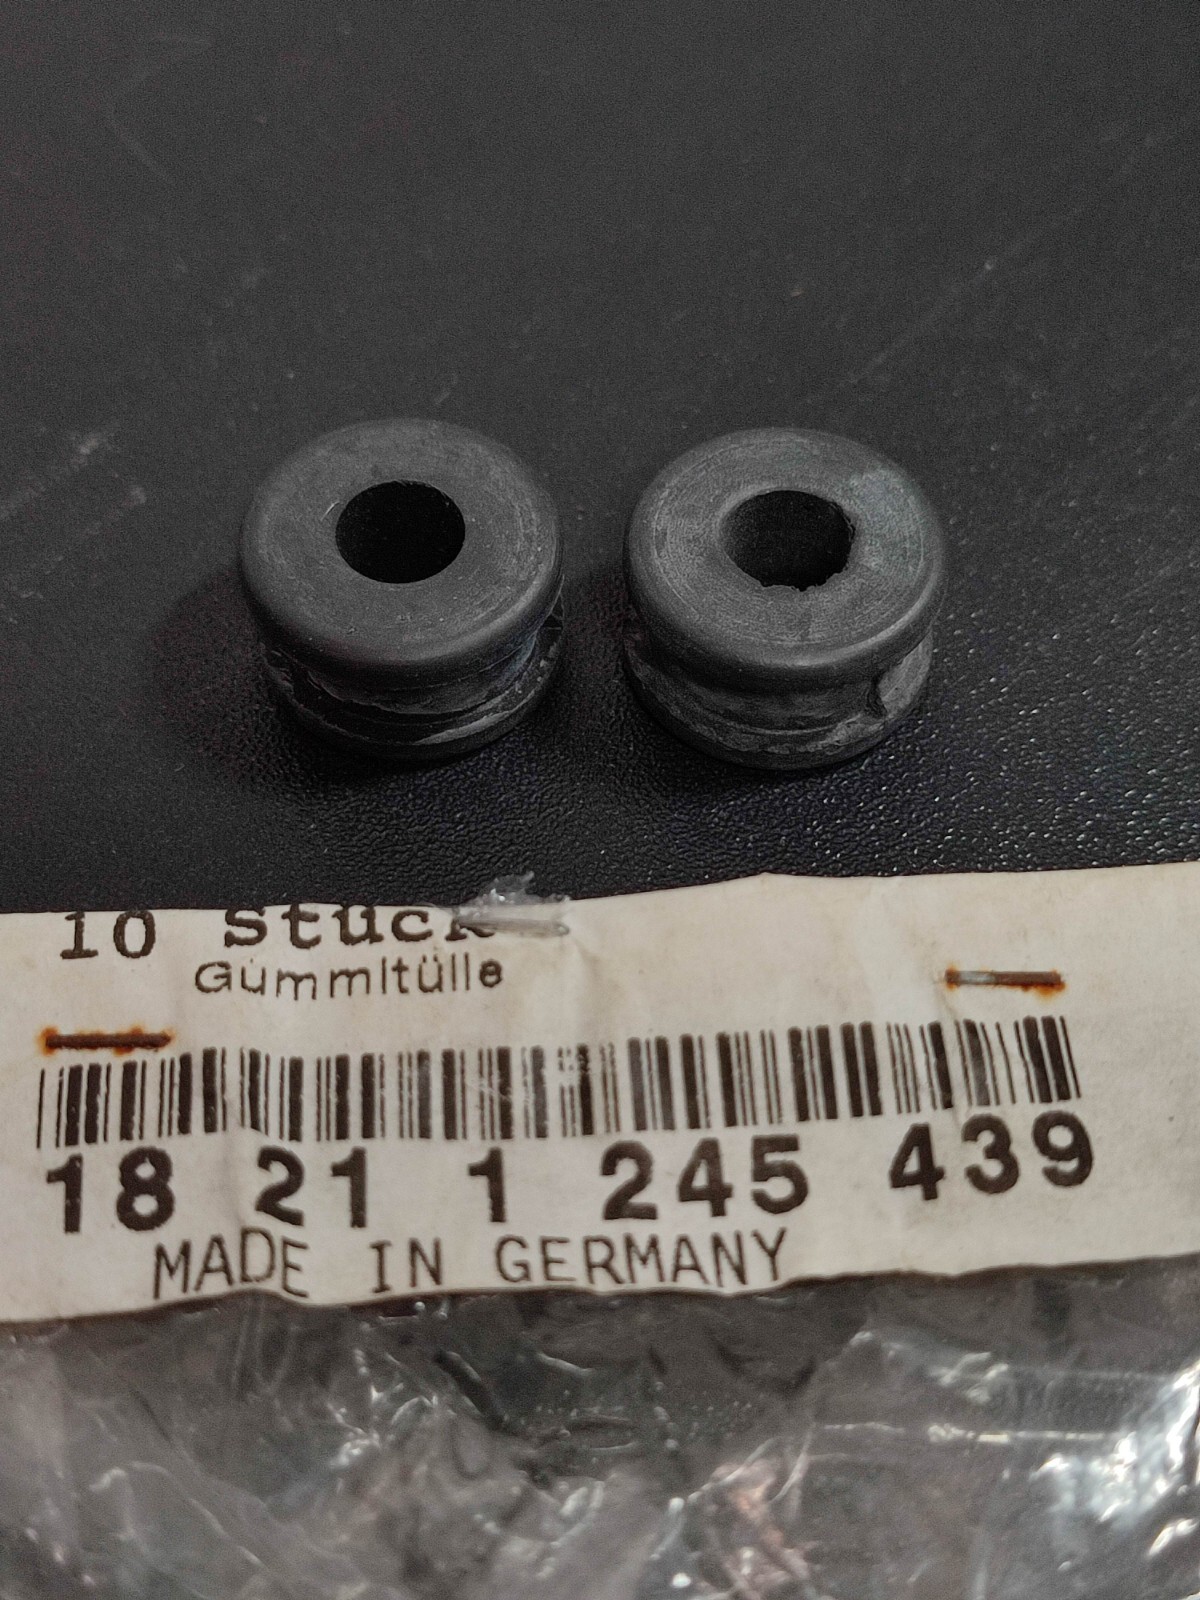 10 Stück
Gummitülle
18 21 1 245 439
MADE IN GERMANY